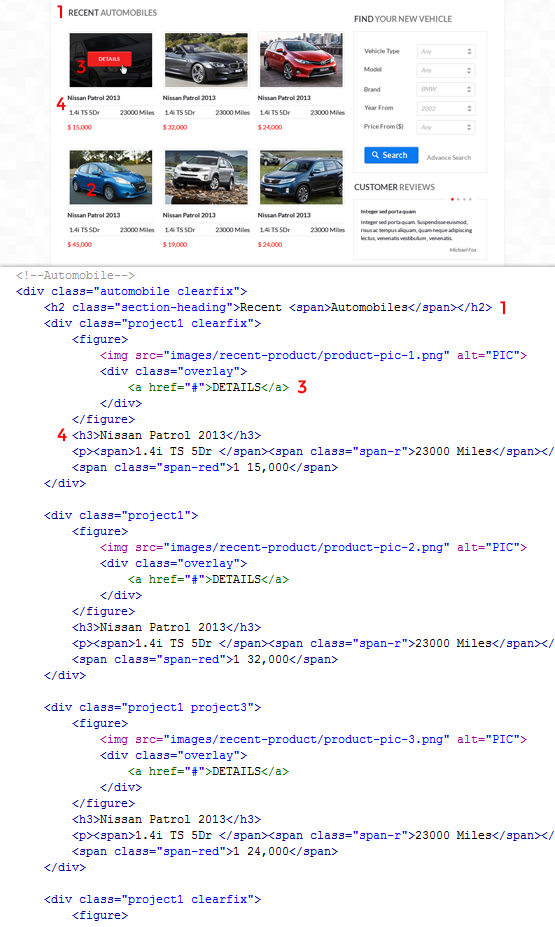 1 RECENT AUTOMOBILES
3 DETAILS
Nissan Patrol 2013 Nissan Patrol 2013 Nissan Patrol 2013
4
1.4i TS 5Dr 23000 Miles 1.4i TS 5Dr 23000 Miles 1.4i TS 5Dr 23000 Miles
$ 15,000 $ 32,000 $ 24,000
2
Nissan Patrol 2013 Nissan Patrol 2013 Nissan Patrol 2013
1.4i TS 5Dr 23000 Miles 1.4i TS 5Dr 23000 Miles 1.4i TS 5Dr 23000 Miles
$ 45,000 $ 19,000 $ 24,000
FIND YOUR NEW VEHICLE
Vehicle Type Any
Model Any
Brand BMW
Year From 2002
Price From ($) Any
Search Advance Search
CUSTOMER REVIEWS
Integer sed porta quam
Integer sed porta quam. Suspendisse euismod,
risus ac tempus aliquam, quam neque adipiscing
lectus, venenatis vestibulum , venenatis.
Michael Fox
<!--Automobile-->
<div class="automobile clearfix">
<h2 class="section-heading">Recent <span>Automobiles</span></h2> 1
<div class="project1 clearfix">
<figure>
<img src="images/recent-product/product-pic-1.png" alt="PIC">
<div class="overlay">
<a href="#">DETAILS</a> 3
</div>
</figure>
4 <h3>Nissan Patrol 2013</h3>
<p><span>1.4i TS 5Dr </span><span class="span-r">23000 Miles</span></
<span class="span-red">1 15,000</span>
</div>
<div class="project1">
<figure>
<img src="images/recent-product/product-pic-2.png" alt="PIC">
<div class="overlay">
<a href="#">DETAILS</a>
</div>
</figure>
<h3>Nissan Patrol 2013</h3>
<p><span>1.4i TS 5Dr </span><span class="span-r">23000 Miles</span></
<span class="span-red">1 32,000</span>
</div>
<div class="project1 project3">
<figure>
<img src="images/recent-product/product-pic-3.png" alt="PIC">
<div class="overlay">
<a href="#">DETAILS</a>
</div>
</figure>
<h3>Nissan Patrol 2013</h3>
<p><span>1.4i TS 5Dr </span><span class="span-r">23000 Miles</span></
<span class="span-red">1 24,000</span>
</div>
<div class="project1 clearfix">
<figure>